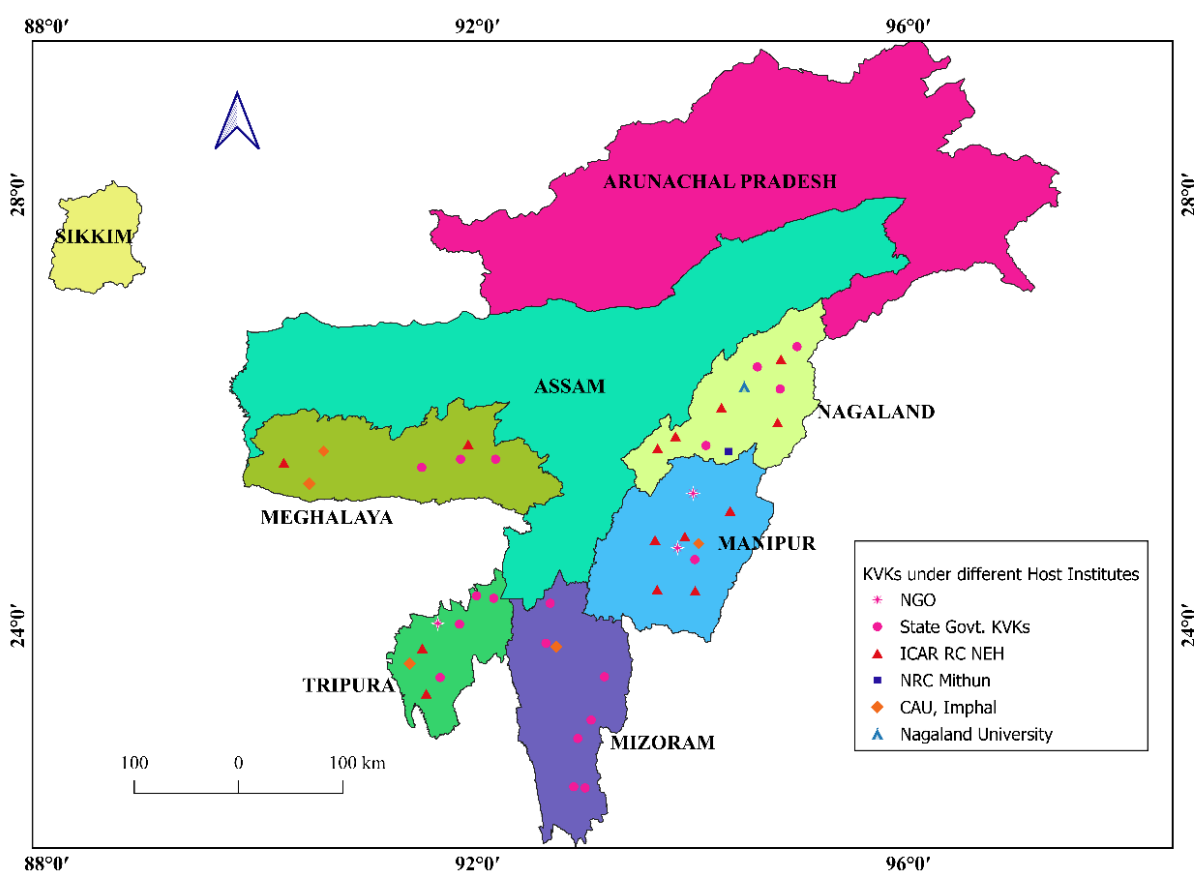 88°0′ 92°0′ 96°0′
28°0′
28°0′
ARUNACHAL PRADESH
SIKKIM
ASSAM
NAGALAND
MEGHALAYA
MANIPUR
KVKs under different Host Institutes
NGO
State Govt. KVKs
ICAR RC NEH
NRC Mithun
CAU, Imphal
Nagaland University
24°0′
24°0′
TRIPURA
MIZORAM
100 0 100 km
88°0′ 92°0′ 96°0′